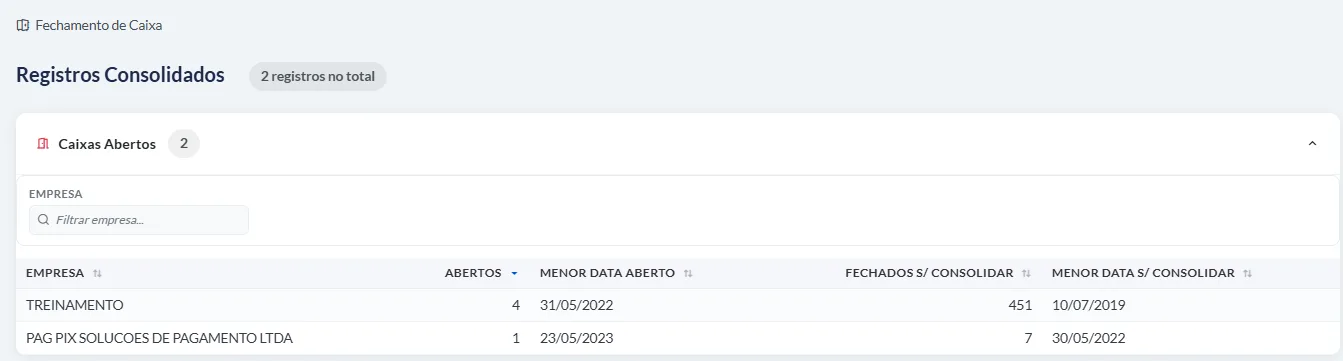 Fechamento de Caixa
Registros Consolidados 2 registros no total
Caixas Abertos 2
EMPRESA
Filtrar empresa...
EMPRESA ABERTOS MENOR DATA ABERTO FECHADOS S/ CONSOLIDAR MENOR DATA S/ CONSOLIDAR
TREINAMENTO 4 31/05/2022 451 10/07/2019
PAG PIX SOLUCOES DE PAGAMENTO LTDA 1 23/05/2023 7 30/05/2022